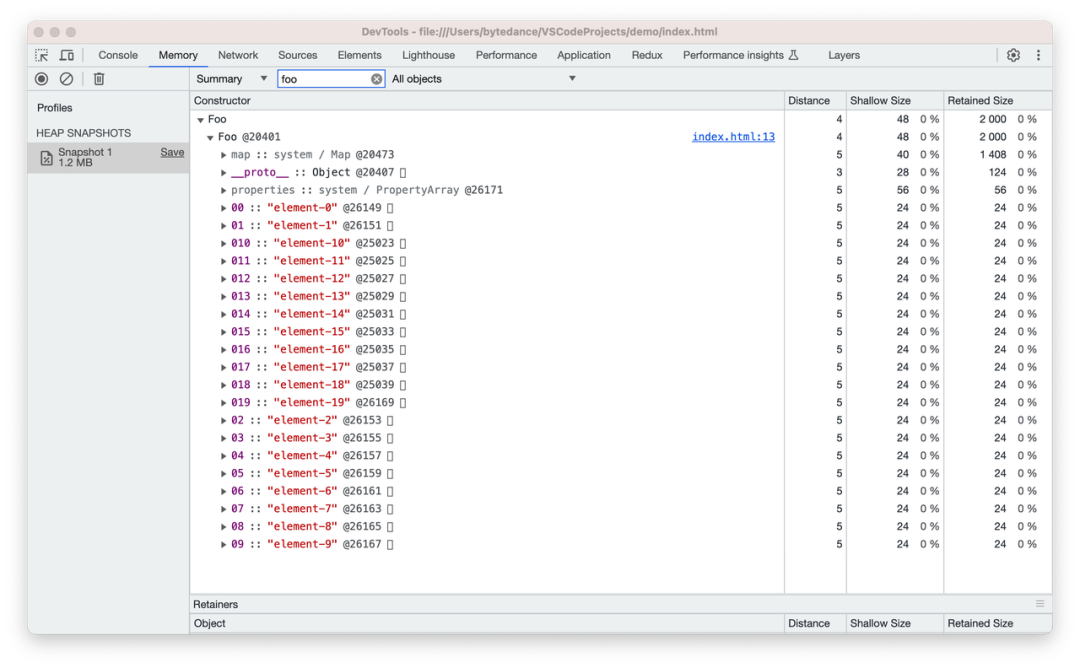 DevTools - file:///Users/bytedance/VSCodeProjects/demo/index.html
Console Memory Network Sources Elements Lighthouse Performance Application Redux Performance insights Layers
Summary ▼ foo All objects ▼
Profiles
HEAP SNAPSHOTS
Snapshot 1 Save
1.2 MB
Constructor Distance Shallow Size Retained Size
▼ Foo 4 48 0 % 2 000 0 %
▼ Foo @20401 index.html:13 4 48 0 % 2 000 0 %
▶ map :: system / Map @20473 5 40 0 % 1 408 0 %
▶ __proto__ :: Object @20407 ▯ 3 28 0 % 124 0 %
▶ properties :: system / PropertyArray @26171 5 56 0 % 56 0 %
▶ 00 :: "element-0" @26149 ▯ 5 24 0 % 24 0 %
▶ 01 :: "element-1" @26151 ▯ 5 24 0 % 24 0 %
▶ 010 :: "element-10" @25023 ▯ 5 24 0 % 24 0 %
▶ 011 :: "element-11" @25025 ▯ 5 24 0 % 24 0 %
▶ 012 :: "element-12" @25027 ▯ 5 24 0 % 24 0 %
▶ 013 :: "element-13" @25029 ▯ 5 24 0 % 24 0 %
▶ 014 :: "element-14" @25031 ▯ 5 24 0 % 24 0 %
▶ 015 :: "element-15" @25033 ▯ 5 24 0 % 24 0 %
▶ 016 :: "element-16" @25035 ▯ 5 24 0 % 24 0 %
▶ 017 :: "element-17" @25037 ▯ 5 24 0 % 24 0 %
▶ 018 :: "element-18" @25039 ▯ 5 24 0 % 24 0 %
▶ 019 :: "element-19" @26169 ▯ 5 24 0 % 24 0 %
▶ 02 :: "element-2" @26153 ▯ 5 24 0 % 24 0 %
▶ 03 :: "element-3" @26155 ▯ 5 24 0 % 24 0 %
▶ 04 :: "element-4" @26157 ▯ 5 24 0 % 24 0 %
▶ 05 :: "element-5" @26159 ▯ 5 24 0 % 24 0 %
▶ 06 :: "element-6" @26161 ▯ 5 24 0 % 24 0 %
▶ 07 :: "element-7" @26163 ▯ 5 24 0 % 24 0 %
▶ 08 :: "element-8" @26165 ▯ 5 24 0 % 24 0 %
▶ 09 :: "element-9" @26167 ▯ 5 24 0 % 24 0 %
Retainers
Object Distance Shallow Size Retained Size